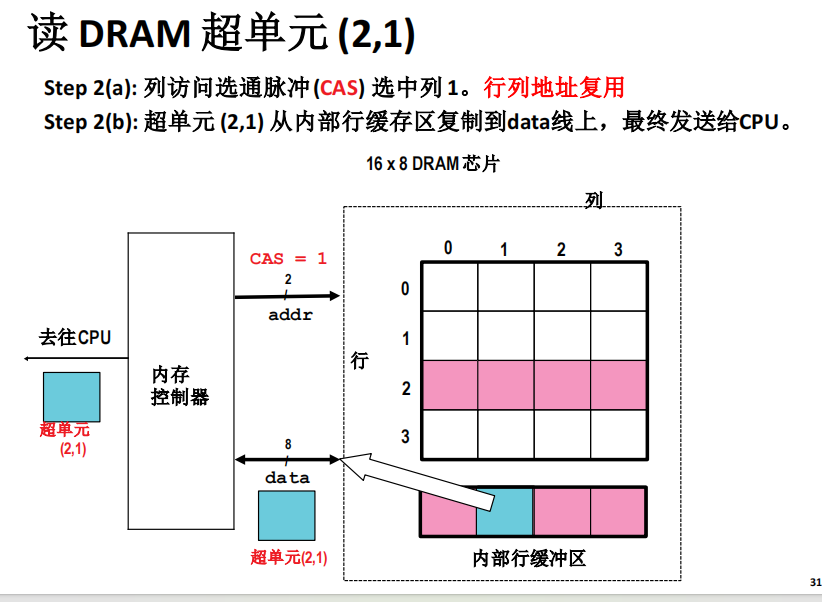 读 DRAM 超单元 (2,1)
Step 2(a): 列访问选通脉冲 (CAS) 选中列 1。行列地址复用
Step 2(b): 超单元 (2,1) 从内部行缓存区复制到data线上，最终发送给CPU。
16 x 8 DRAM 芯片
列
0 1 2 3
CAS = 1
2
addr
0
1
2
3
行
去往CPU
内存
控制器
超单元
(2,1)
8
data
超单元(2,1)
内部行缓冲区
31